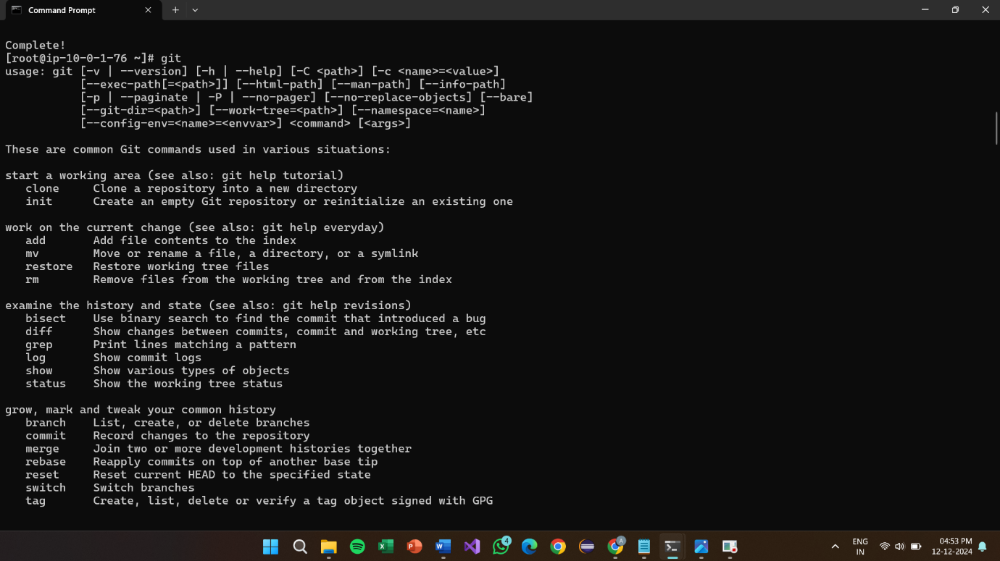 Command Prompt
Complete!
[root@ip-10-0-1-76 ~]# git
usage: git [-v | --version] [-h | --help] [-C <path>] [-c <name>=<value>]
           [--exec-path[=<path>]] [--html-path] [--man-path] [--info-path]
           [-p | --paginate | -P | --no-pager] [--no-replace-objects] [--bare]
           [--git-dir=<path>] [--work-tree=<path>] [--namespace=<name>]
           [--config-env=<name>=<envvar>] <command> [<args>]
These are common Git commands used in various situations:
start a working area (see also: git help tutorial)
   clone     Clone a repository into a new directory
   init      Create an empty Git repository or reinitialize an existing one
work on the current change (see also: git help everyday)
   add       Add file contents to the index
   mv        Move or rename a file, a directory, or a symlink
   restore   Restore working tree files
   rm        Remove files from the working tree and from the index
examine the history and state (see also: git help revisions)
   bisect    Use binary search to find the commit that introduced a bug
   diff      Show changes between commits, commit and working tree, etc
   grep      Print lines matching a pattern
   log       Show commit logs
   show      Show various types of objects
   status    Show the working tree status
grow, mark and tweak your common history
   branch    List, create, or delete branches
   commit    Record changes to the repository
   merge     Join two or more development histories together
   rebase    Reapply commits on top of another base tip
   reset     Reset current HEAD to the specified state
   switch    Switch branches
   tag       Create, list, delete or verify a tag object signed with GPG
4
A
ENG
IN
04:53 PM
12-12-2024